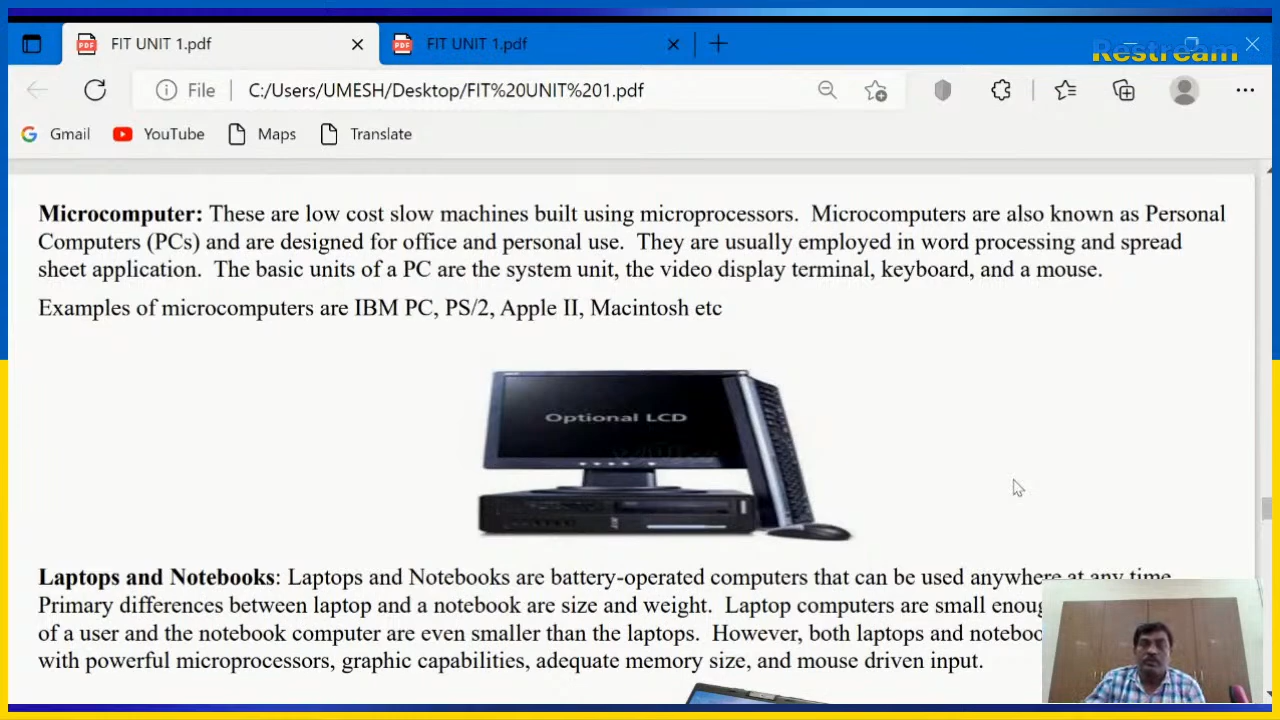 FIT UNIT 1.pdf
FIT UNIT 1.pdf
Restream
File
C:/Users/UMESH/Desktop/FIT%20UNIT%201.pdf
Gmail
YouTube
Maps
Translate
Microcomputer: These are low cost slow machines built using microprocessors. Microcomputers are also known as Personal
Computers (PCs) and are designed for office and personal use. They are usually employed in word processing and spread
sheet application. The basic units of a PC are the system unit, the video display terminal, keyboard, and a mouse.
Examples of microcomputers are IBM PC, PS/2, Apple II, Macintosh etc
Optional LCD
Laptops and Notebooks: Laptops and Notebooks are battery-operated computers that can be used anywhere at any time.
Primary differences between laptop and a notebook are size and weight. Laptop computers are small
of a user and the notebook computer are even smaller than the laptops. However, both laptops and
with powerful microprocessors, graphic capabilities, adequate memory size, and mouse driven input.